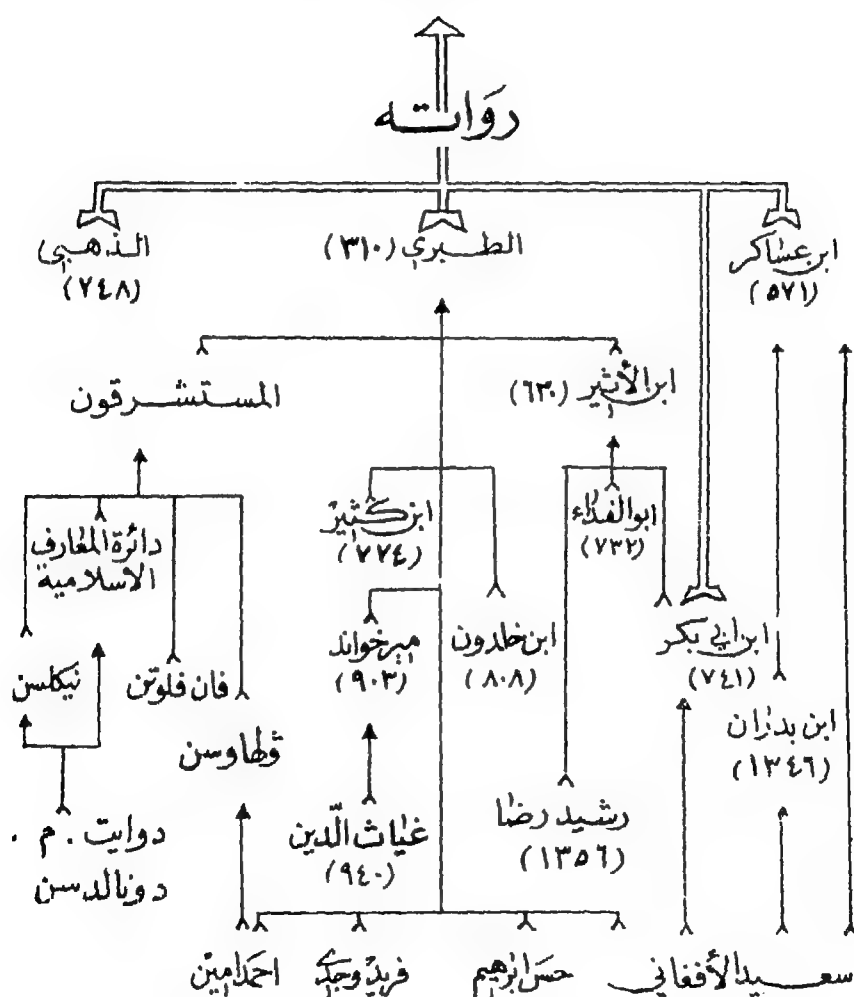 رواته
ابن عساكر
(٥٧١)
الطبري (٣١٠)
الذهبي
(٧٤٨)
ابن الأثير (٦٣٠)
المستشرقون
ابو الفداء
(٧٣٢)
ابن كثير
(٧٧٤)
دائرة المعارف
الاسلامية
ابن ابي بكر
(٧٤١)
ابن خلدون
(٨٠٨)
ميرخواند
(٩٠٣)
فان فلوتن
نيكلسن
ابن بدران
(١٣٤٦)
ڤلهاوسن
رشيد رضا
(١٣٥٦)
غياث الدين
(٩٤٠)
دوايت . م .
دونالدسن
سعيد الأفغاني
حسن ابرهيم
فريد وجدي
احمد امين